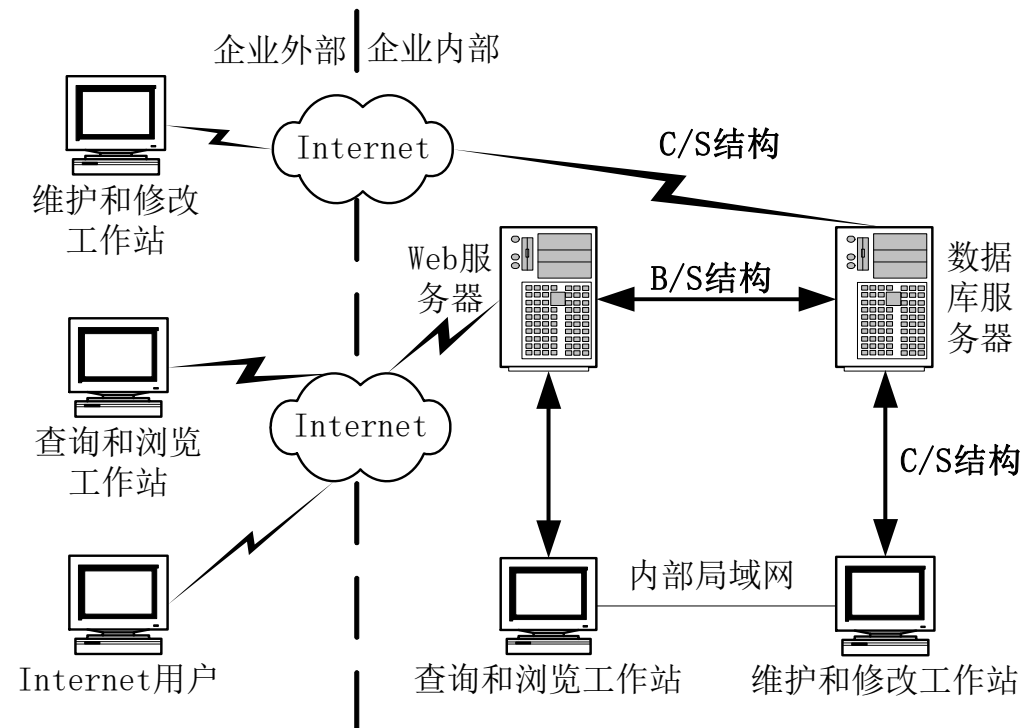 企业外部
企业内部
Internet
C/S结构
维护和修改
工作站
Web服
务器
B/S结构
数据
库服
务器
Internet
查询和浏览
工作站
C/S结构
内部局域网
Internet用户
查询和浏览工作站
维护和修改工作站